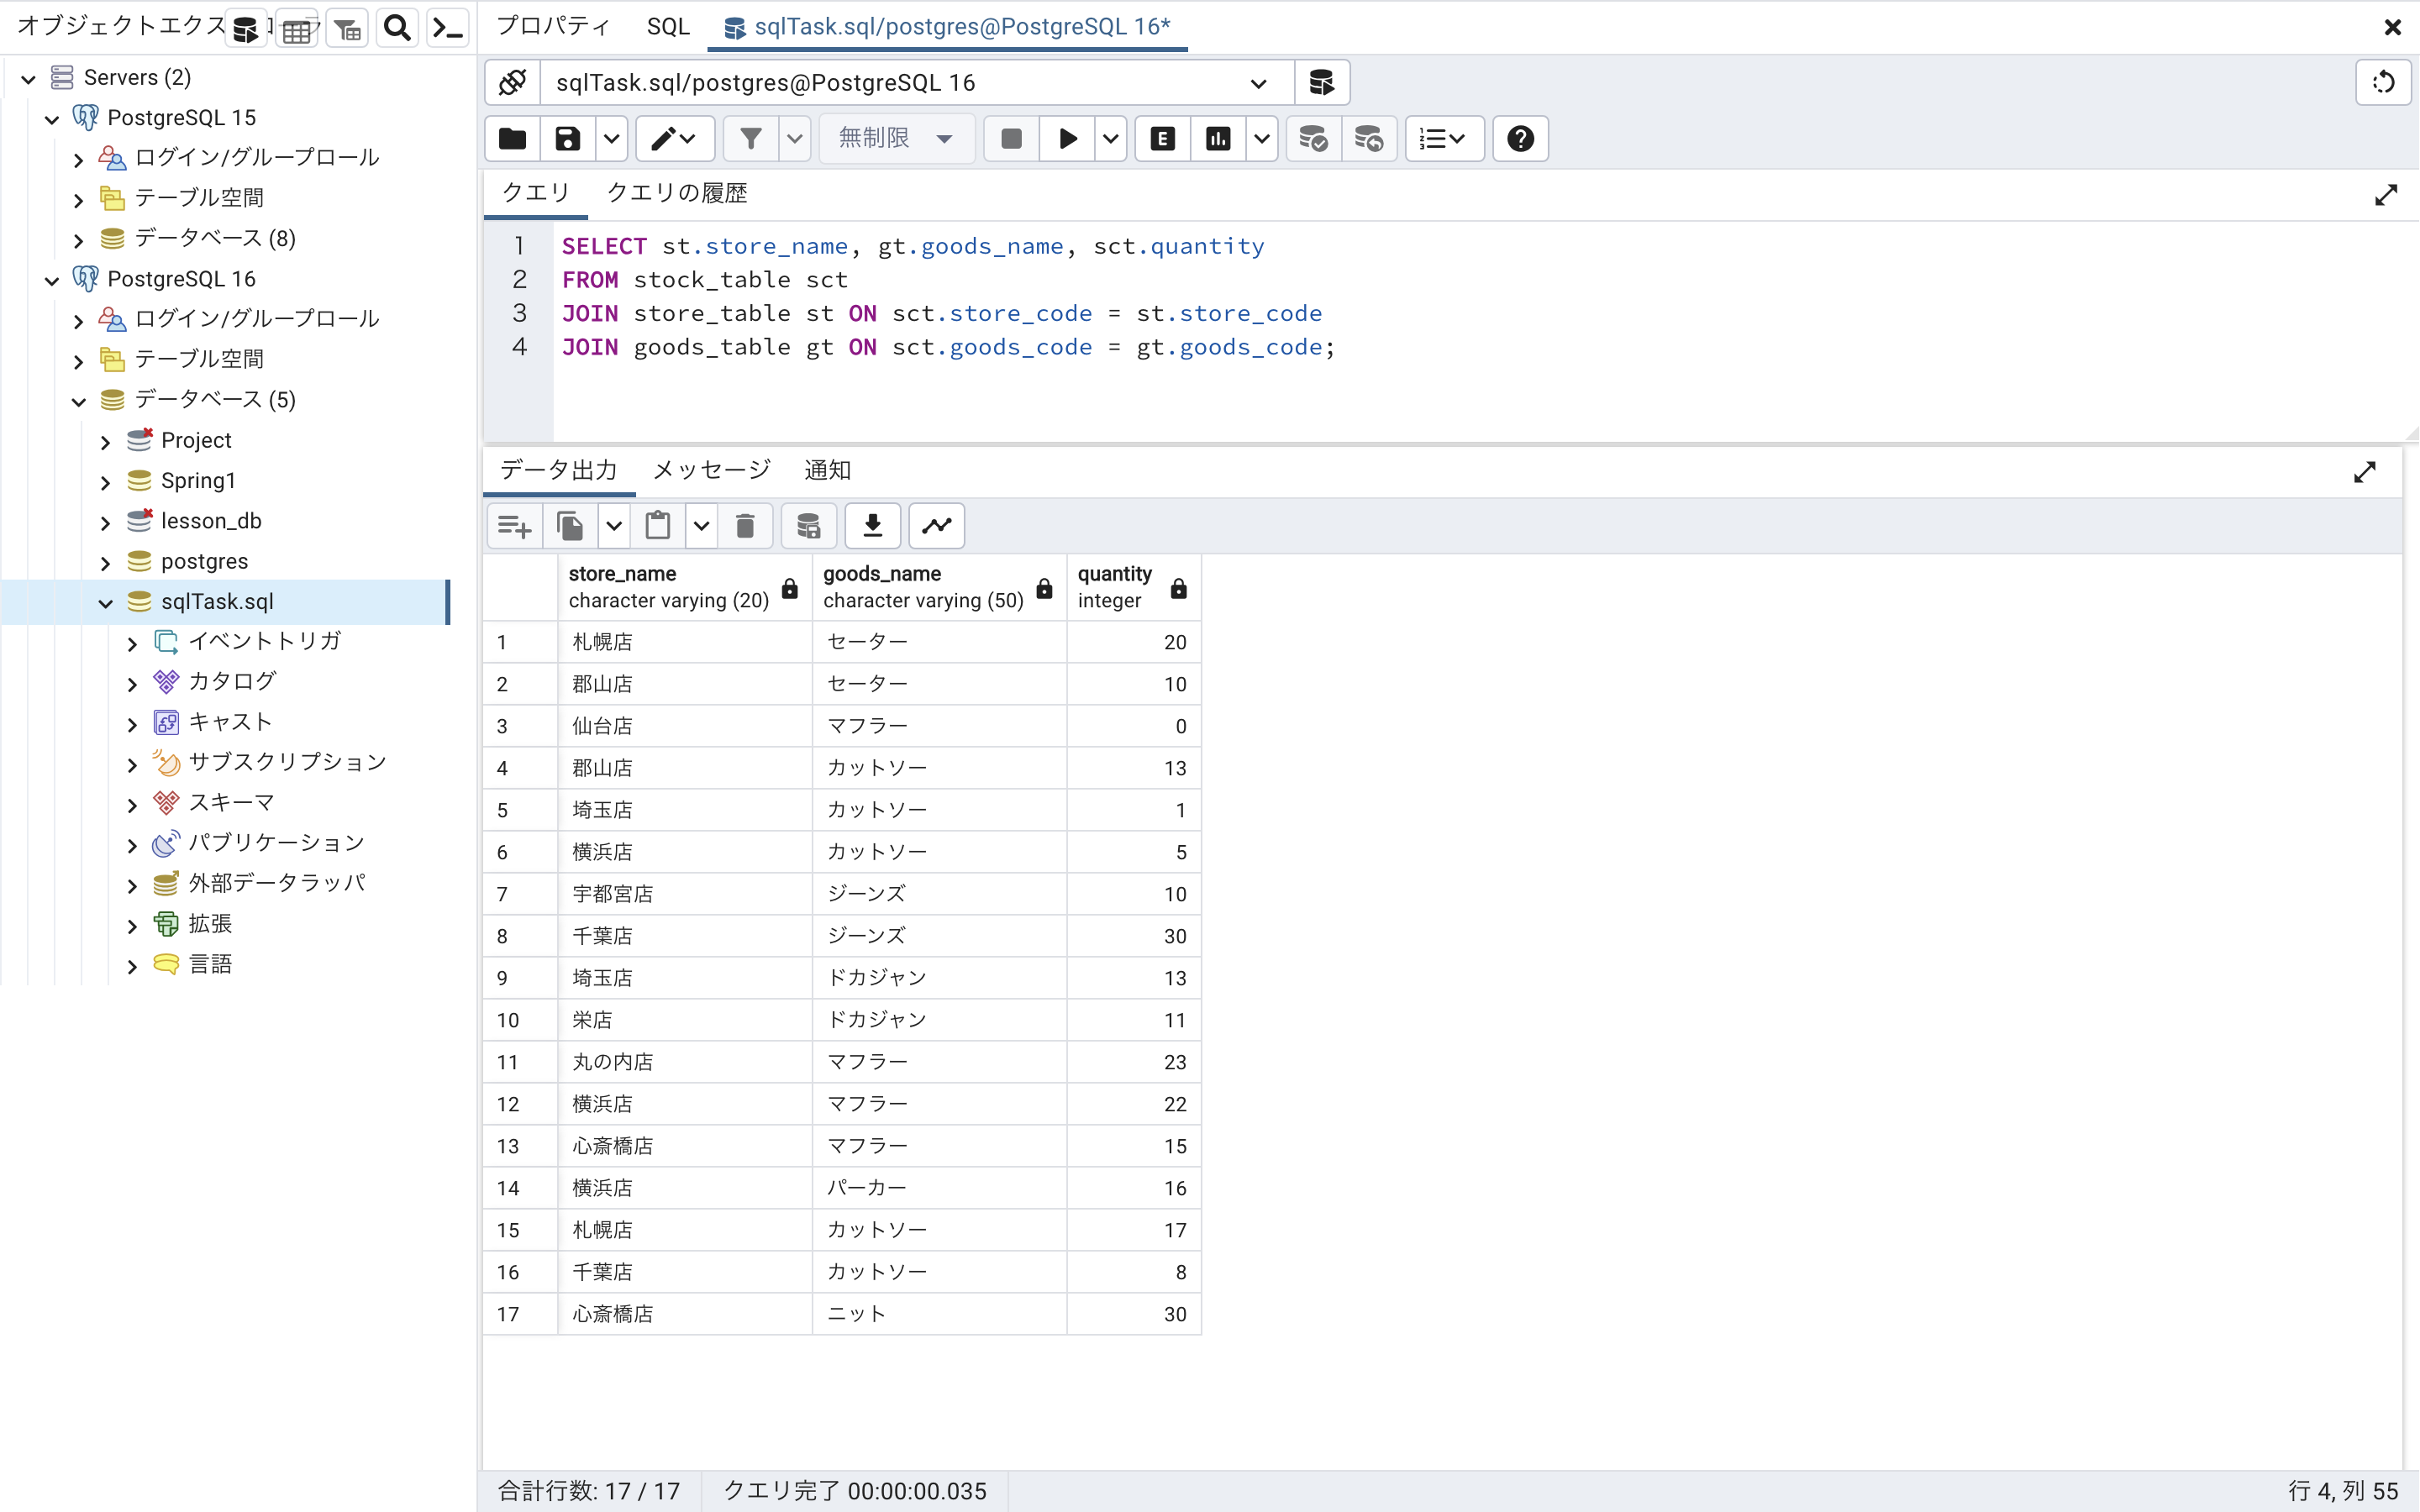 オブジェクトエクス
プロパティ
SQL
sqlTask.sql/postgres@PostgreSQL 16*
Servers (2)
PostgreSQL 15
ログイン/グループロール
テーブル空間
データベース (8)
PostgreSQL 16
ログイン/グループロール
テーブル空間
データベース (5)
Project
Spring1
lesson_db
postgres
sqlTask.sql
イベントトリガ
カタログ
キャスト
サブスクリプション
スキーマ
パブリケーション
外部データラッパ
拡張
言語
sqlTask.sql/postgres@PostgreSQL 16
無制限
E
クエリ クエリの履歴
1 SELECT st.store_name, gt.goods_name, sct.quantity
2 FROM stock_table sct
3 JOIN store_table st ON sct.store_code = st.store_code
4 JOIN goods_table gt ON sct.goods_code = gt.goods_code;
データ出力 メッセージ 通知
store_name goods_name quantity
character varying (20) character varying (50) integer
1 札幌店 セーター 20
2 郡山店 セーター 10
3 仙台店 マフラー 0
4 郡山店 カットソー 13
5 埼玉店 カットソー 1
6 横浜店 カットソー 5
7 宇都宮店 ジーンズ 10
8 千葉店 ジーンズ 30
9 埼玉店 ドカジャン 13
10 栄店 ドカジャン 11
11 丸の内店 マフラー 23
12 横浜店 マフラー 22
13 心斎橋店 マフラー 15
14 横浜店 パーカー 16
15 札幌店 カットソー 17
16 千葉店 カットソー 8
17 心斎橋店 ニット 30
合計行数: 17 / 17
クエリ完了 00:00:00.035
行 4, 列 55